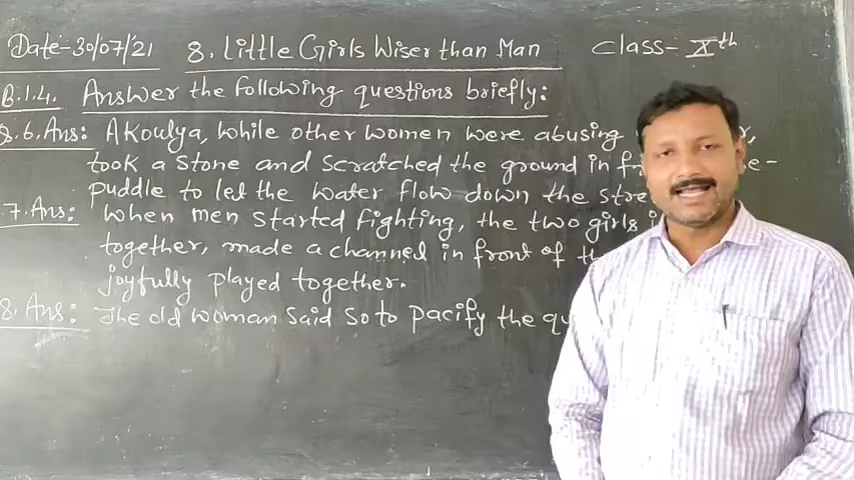 Date-30/07/21 8. Little Girls Wiser than Man Class- Xth
B.1.4. Answer the following questions briefly:
Q.6. Ans: Akoulya, while other women were abusing
took a stone and scratched the ground in the-
puddle to let the water flow down the
.7. Ans: When men started fighting, the two girls
together, made a channel in front of
joyfully played together.
8. Ans: The old woman said so to pacify the